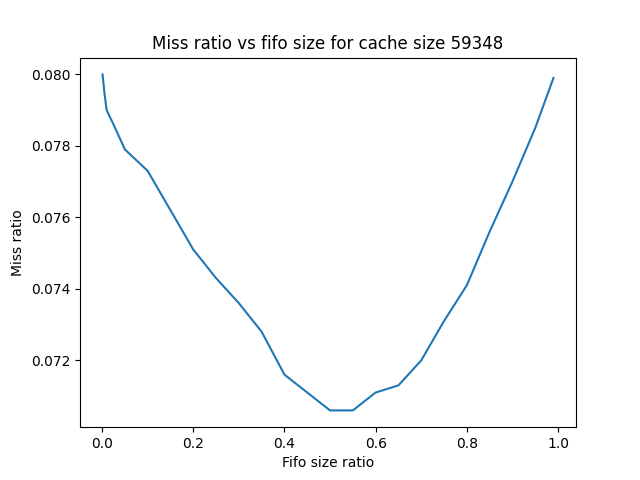 Miss ratio vs fifo size for cache size 59348
0.080
0.078
0.076
0.074
0.072
Miss ratio
0.0 0.2 0.4 0.6 0.8 1.0
Fifo size ratio